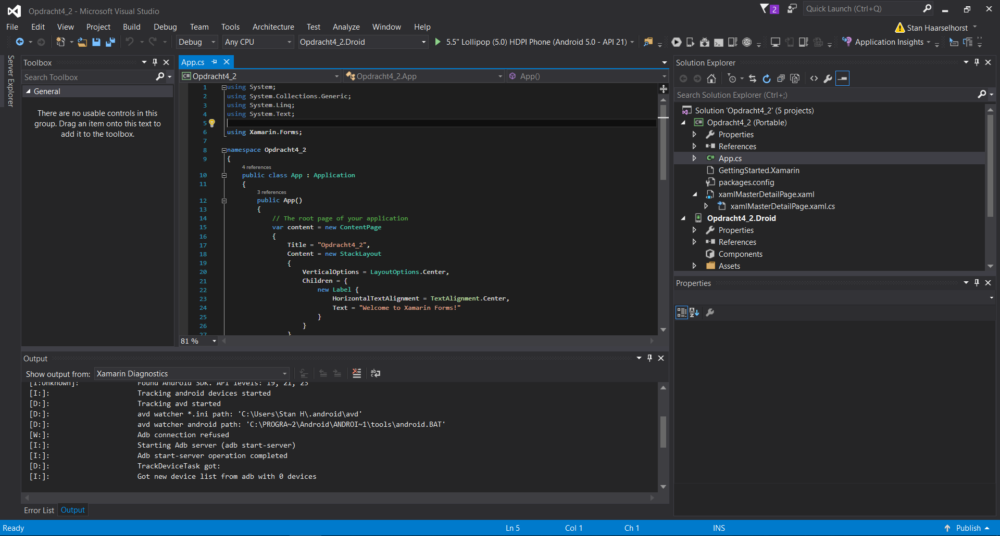 Opdracht4_2 - Microsoft Visual Studio
2
Quick Launch (Ctrl+Q)
File Edit View Project Build Debug Team Tools Architecture Test Analyze Window Help
Stan Haarselhorst
Debug Any CPU Opdracht4_2.Droid 5.5" Lollipop (5.0) HDPI Phone (Android 5.0 - API 21) Application Insights
Server Explorer
Toolbox
Search Toolbox
General
There are no usable controls in this
group. Drag an item onto this text to
add it to the toolbox.
App.cs
Opdracht4_2 Opdracht4_2.App App()
1 using System;
2 using System.Collections.Generic;
3 using System.Linq;
4 using System.Text;
5
6 using Xamarin.Forms;
7
8 namespace Opdracht4_2
9 {
4 references
10 public class App : Application
11 {
3 references
12 public App()
13 {
14 // The root page of your application
15 var content = new ContentPage
16 {
17 Title = "Opdracht4_2",
18 Content = new StackLayout
19 {
20 VerticalOptions = LayoutOptions.Center,
21 Children = {
22 new Label {
23 HorizontalTextAlignment = TextAlignment.Center,
24 Text = "Welcome to Xamarin Forms!"
25 }
26 }
27 }
81 %
Solution Explorer
Search Solution Explorer (Ctrl+;)
Solution 'Opdracht4_2' (5 projects)
Opdracht4_2 (Portable)
Properties
References
App.cs
GettingStarted.Xamarin
packages.config
xamlMasterDetailPage.xaml
xamlMasterDetailPage.xaml.cs
Opdracht4_2.Droid
Properties
References
Components
Assets
Properties
Output
Show output from: Xamarin Diagnostics
[I:Unknown]: Found Android SDK. API levels: 19, 21, 23
[I:]: Tracking android devices started
[D:]: Tracking avd started
[D:]: avd watcher *.ini path: 'C:\Users\Stan H\.android\avd'
[D:]: avd watcher android path: 'C:\PROGRA~2\Android\ANDROI~1\tools\android.BAT'
[W:]: Adb connection refused
[I:]: Starting Adb server (adb start-server)
[I:]: Adb start-server operation completed
[D:]: TrackDeviceTask got:
[I:]: Got new device list from adb with 0 devices
Error List Output
Ready Ln 5 Col 1 Ch 1 INS Publish